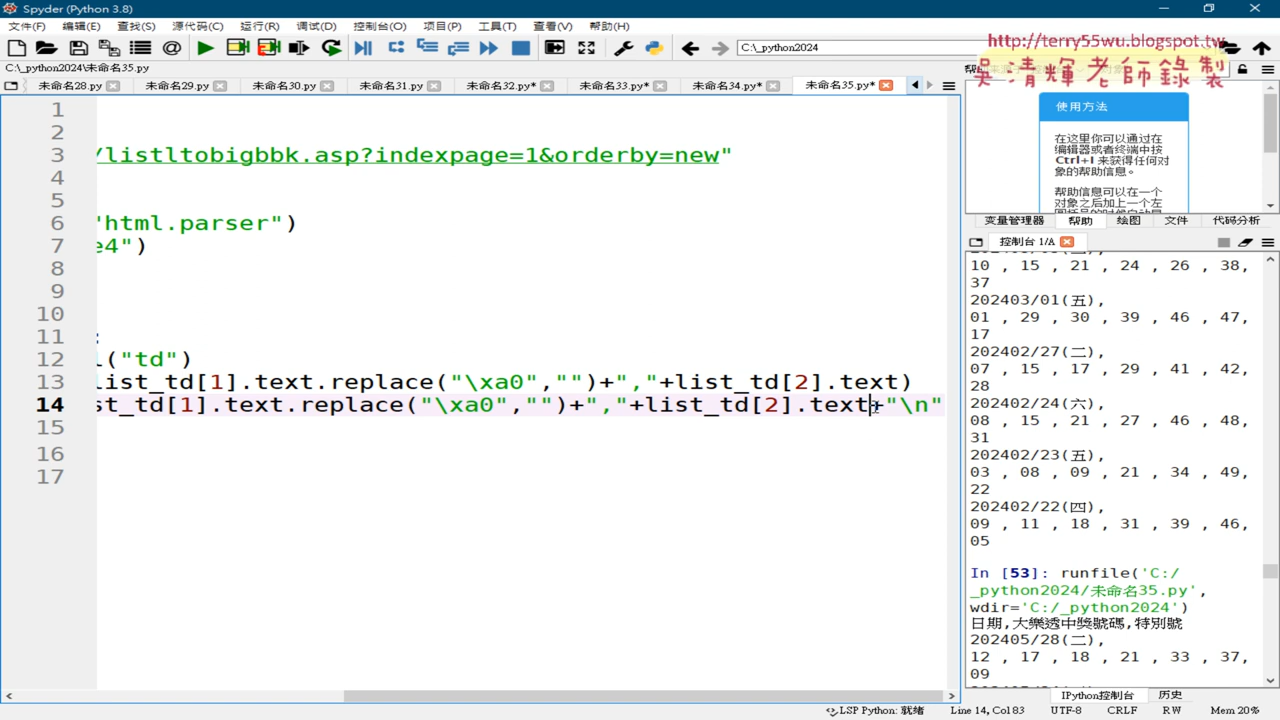 Spyder (Python 3.8)
文件(F) 编辑(E) 查找(S) 源代码(C) 运行(R) 调试(D) 控制台(O) 项目(P) 工具(T) 查看(V) 帮助(H)
C:\_python2024
http://terry55wu.blogspot.tw
吳清輝老師錄製
C:\_python2024\未命名35.py
未命名28.py 未命名29.py 未命名30.py 未命名31.py 未命名32.py* 未命名33.py* 未命名34.py* 未命名35.py*
1
2
3 /listltobigbbk.asp?indexpage=1&orderby=new"
4
5
6 "html.parser")
7 e4")
8
9
10
11 :
12 l("td")
13 list_td[1].text.replace("\xa0","")+","+list_td[2].text)
14 st_td[1].text.replace("\xa0","")+","+list_td[2].text+"\n"
15
16
17
使用方法
在这里你可以通过在
编辑器或者终端中按
Ctrl+I 来获得任何对
象的帮助信息。
帮助信息可以在一个
对象之后加上一个左
变量管理器 帮助 绘图 文件 代码分析
控制台 1/A
10 , 15 , 21 , 24 , 26 , 38,
37
202403/01(五),
01 , 29 , 30 , 39 , 46 , 47,
17
202402/27(二),
07 , 15 , 17 , 29 , 41 , 42,
28
202402/24(六),
08 , 15 , 21 , 27 , 46 , 48,
31
202402/23(五),
03 , 08 , 09 , 21 , 34 , 49,
22
202402/22(四),
09 , 11 , 18 , 31 , 39 , 46,
05
In [53]: runfile('C:/
_python2024/未命名35.py',
wdir='C:/_python2024')
日期,大樂透中獎號碼,特別號
202405/28(二),
12 , 17 , 18 , 21 , 33 , 37,
09
IPython控制台 历史
LSP Python: 就绪 Line 14, Col 83 UTF-8 CRLF RW Mem 20%